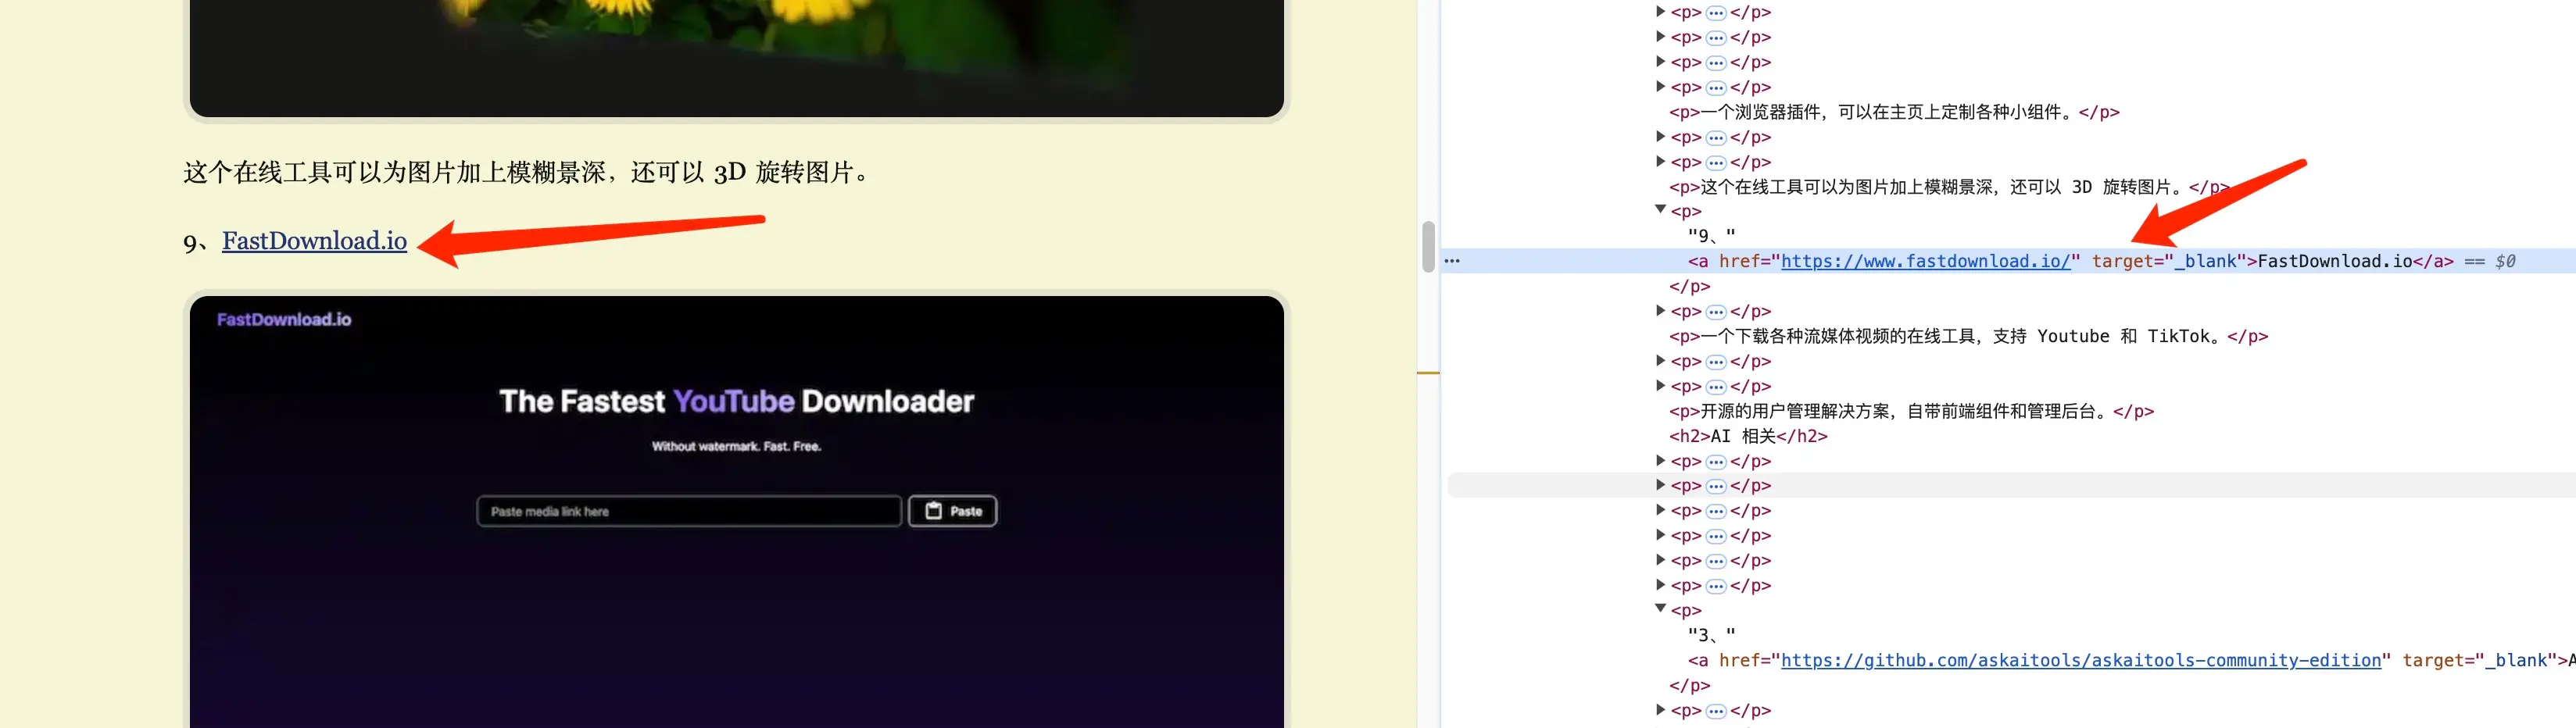 这个在线工具可以为图片加上模糊景深，还可以 3D 旋转图片。
9、FastDownload.io
FastDownload.io
The Fastest YouTube Downloader
Without watermark. Fast. Free.
Paste media link here
Paste
<p>…</p>
<p>…</p>
<p>…</p>
<p>…</p>
<p>一个浏览器插件，可以在主页上定制各种小组件。</p>
<p>…</p>
<p>…</p>
<p>这个在线工具可以为图片加上模糊景深，还可以 3D 旋转图片。</p>
<p>
"9、"
… <a href="https://www.fastdownload.io/" target="_blank">FastDownload.io</a> == $0
</p>
<p>…</p>
<p>一个下载各种流媒体视频的在线工具，支持 Youtube 和 TikTok。</p>
<p>…</p>
<p>…</p>
<p>开源的用户管理解决方案，自带前端组件和管理后台。</p>
<h2>AI 相关</h2>
<p>…</p>
<p>…</p>
<p>…</p>
<p>…</p>
<p>…</p>
<p>…</p>
<p>
"3、"
<a href="https://github.com/askaitools/askaitools-community-edition" target="_blank">A
</p>
<p>…</p>